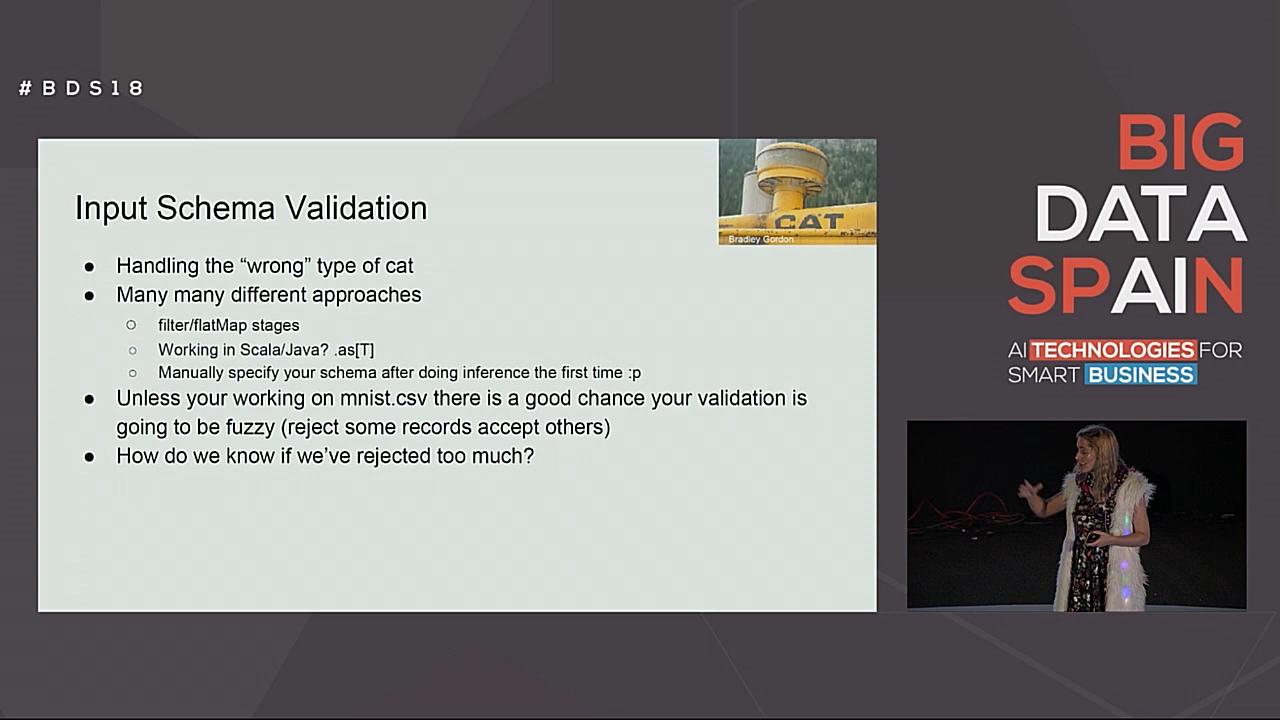 #BDS18
BIG
DATA
SPAIN
AI TECHNOLOGIES FOR
SMART BUSINESS
CAT
Bradley Gordon
Input Schema Validation
● Handling the “wrong” type of cat
● Many many different approaches
○ filter/flatMap stages
○ Working in Scala/Java? .as[T]
○ Manually specify your schema after doing inference the first time :p
● Unless your working on mnist.csv there is a good chance your validation is
going to be fuzzy (reject some records accept others)
● How do we know if we’ve rejected too much?